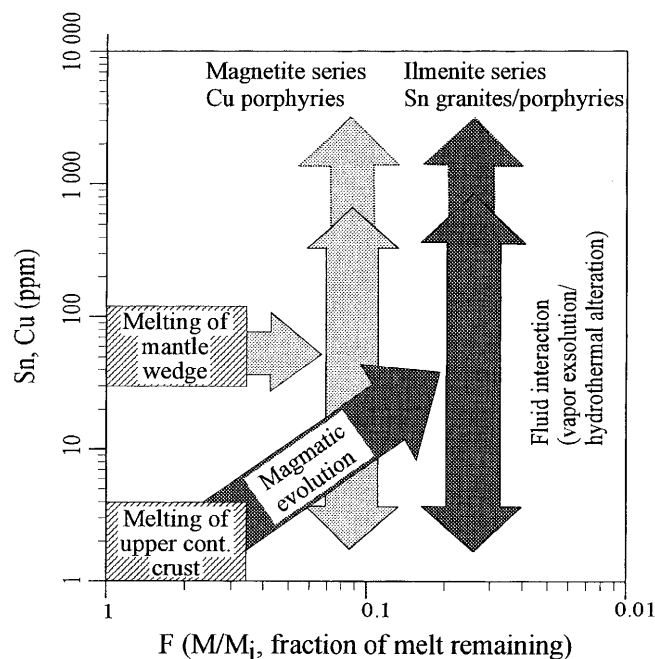 10 000
1 000
100
10
1
Sn, Cu (ppm)
Magnetite series
Cu porphyries
Ilmenite series
Sn granites/porphyries
Melting of
mantle
wedge
Magmatic
evolution
Melting of
upper cont.
crust
Fluid interaction
(vapor exsolution/
hydrothermal alteration)
1
0.1
0.01
F (M/Mi, fraction of melt remaining)